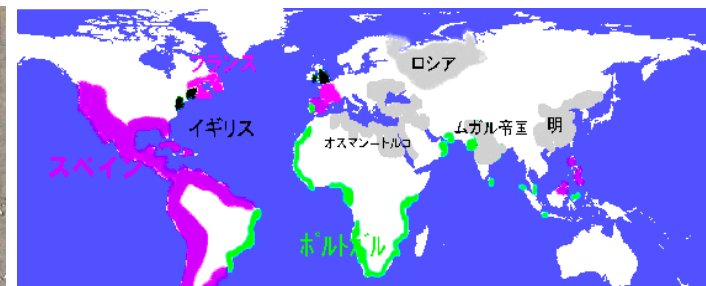 フランス
ロシア
イギリス
オスマントルコ
ムガル帝国
明
スペイン
ポルトガル